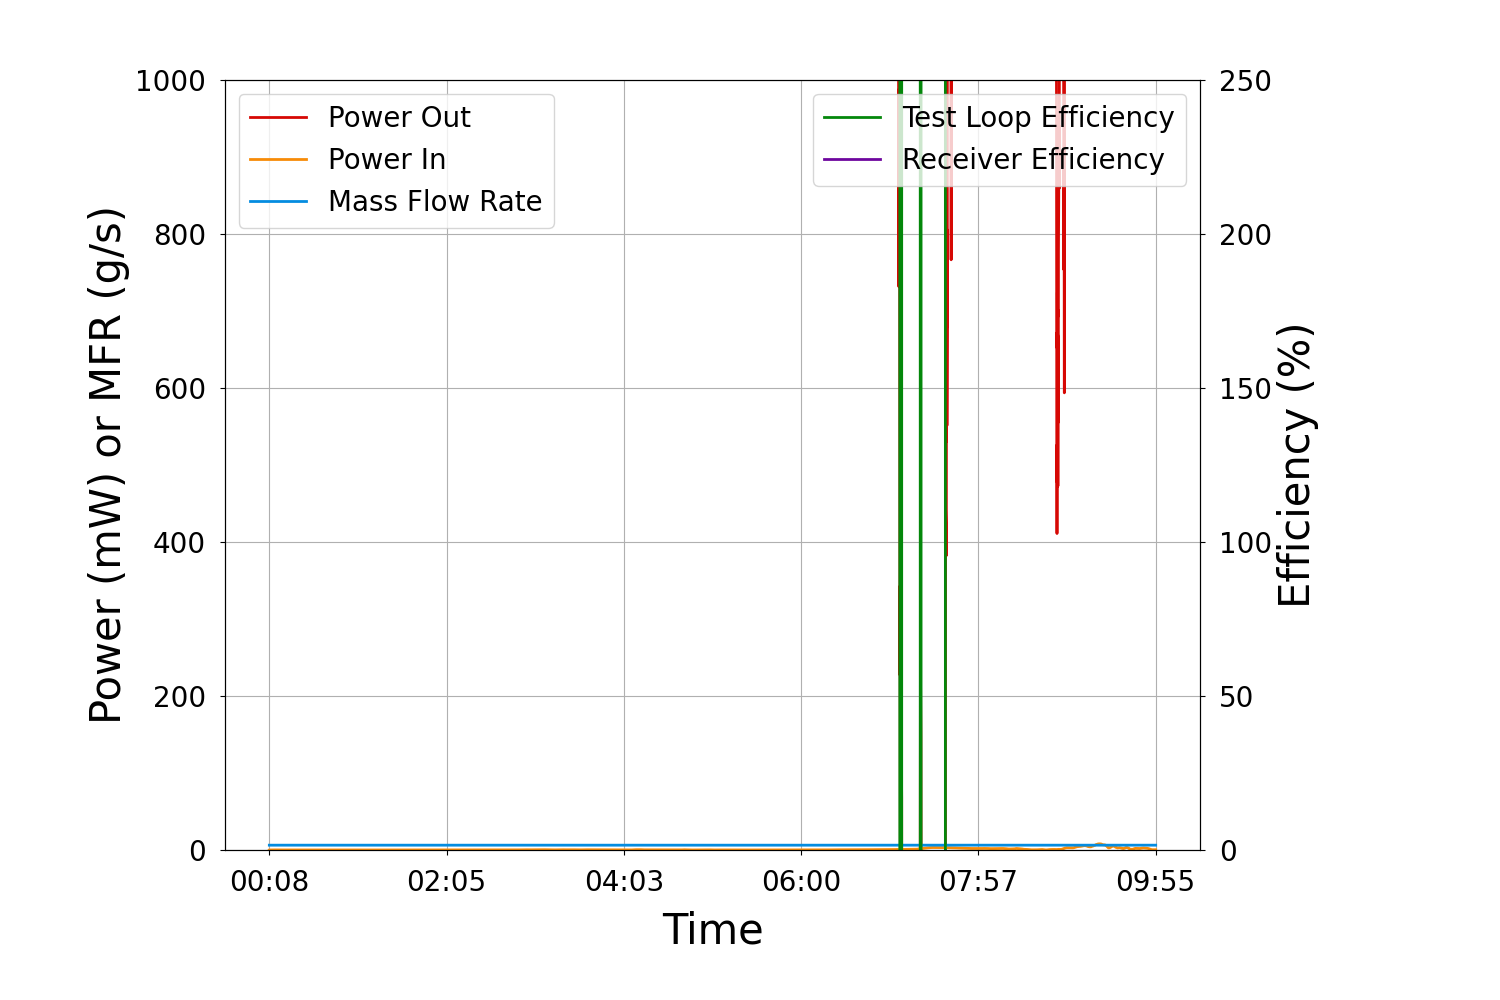 1000
800
600
400
200
0
Power (mW) or MFR (g/s)
Power Out
Power In
Mass Flow Rate
Test Loop Efficiency
Receiver Efficiency
250
200
150
100
50
0
Efficiency (%)
00:08 02:05 04:03 06:00 07:57 09:55
Time